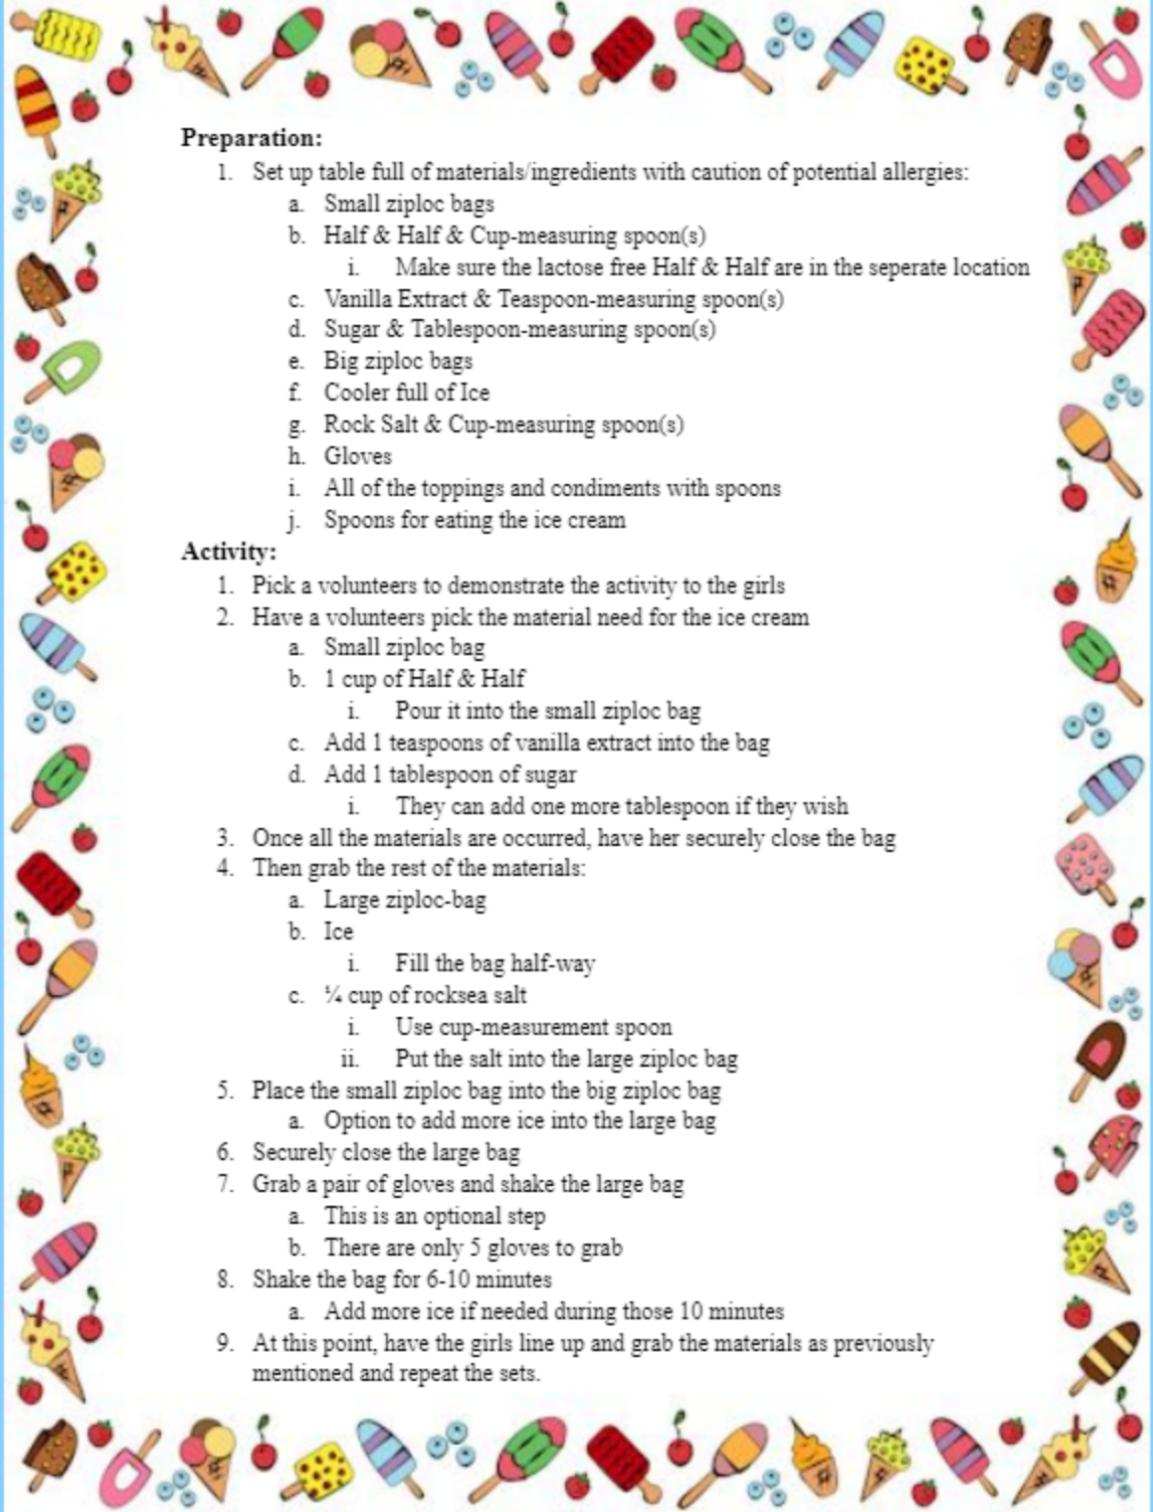 Preparation:
1. Set up table full of materials/ingredients with caution of potential allergies:
a. Small ziploc bags
b. Half & Half & Cup-measuring spoon(s)
i. Make sure the lactose free Half & Half are in the seperate location
c. Vanilla Extract & Teaspoon-measuring spoon(s)
d. Sugar & Tablespoon-measuring spoon(s)
e. Big ziploc bags
f. Cooler full of Ice
g. Rock Salt & Cup-measuring spoon(s)
h. Gloves
i. All of the toppings and condiments with spoons
j. Spoons for eating the ice cream
Activity:
1. Pick a volunteers to demonstrate the activity to the girls
2. Have a volunteers pick the material need for the ice cream
a. Small ziploc bag
b. 1 cup of Half & Half
i. Pour it into the small ziploc bag
c. Add 1 teaspoons of vanilla extract into the bag
d. Add 1 tablespoon of sugar
i. They can add one more tablespoon if they wish
3. Once all the materials are occurred, have her securely close the bag
4. Then grab the rest of the materials:
a. Large ziploc-bag
b. Ice
i. Fill the bag half-way
c. ¼ cup of rocksea salt
i. Use cup-measurement spoon
ii. Put the salt into the large ziploc bag
5. Place the small ziploc bag into the big ziploc bag
a. Option to add more ice into the large bag
6. Securely close the large bag
7. Grab a pair of gloves and shake the large bag
a. This is an optional step
b. There are only 5 gloves to grab
8. Shake the bag for 6-10 minutes
a. Add more ice if needed during those 10 minutes
9. At this point, have the girls line up and grab the materials as previously
mentioned and repeat the sets.